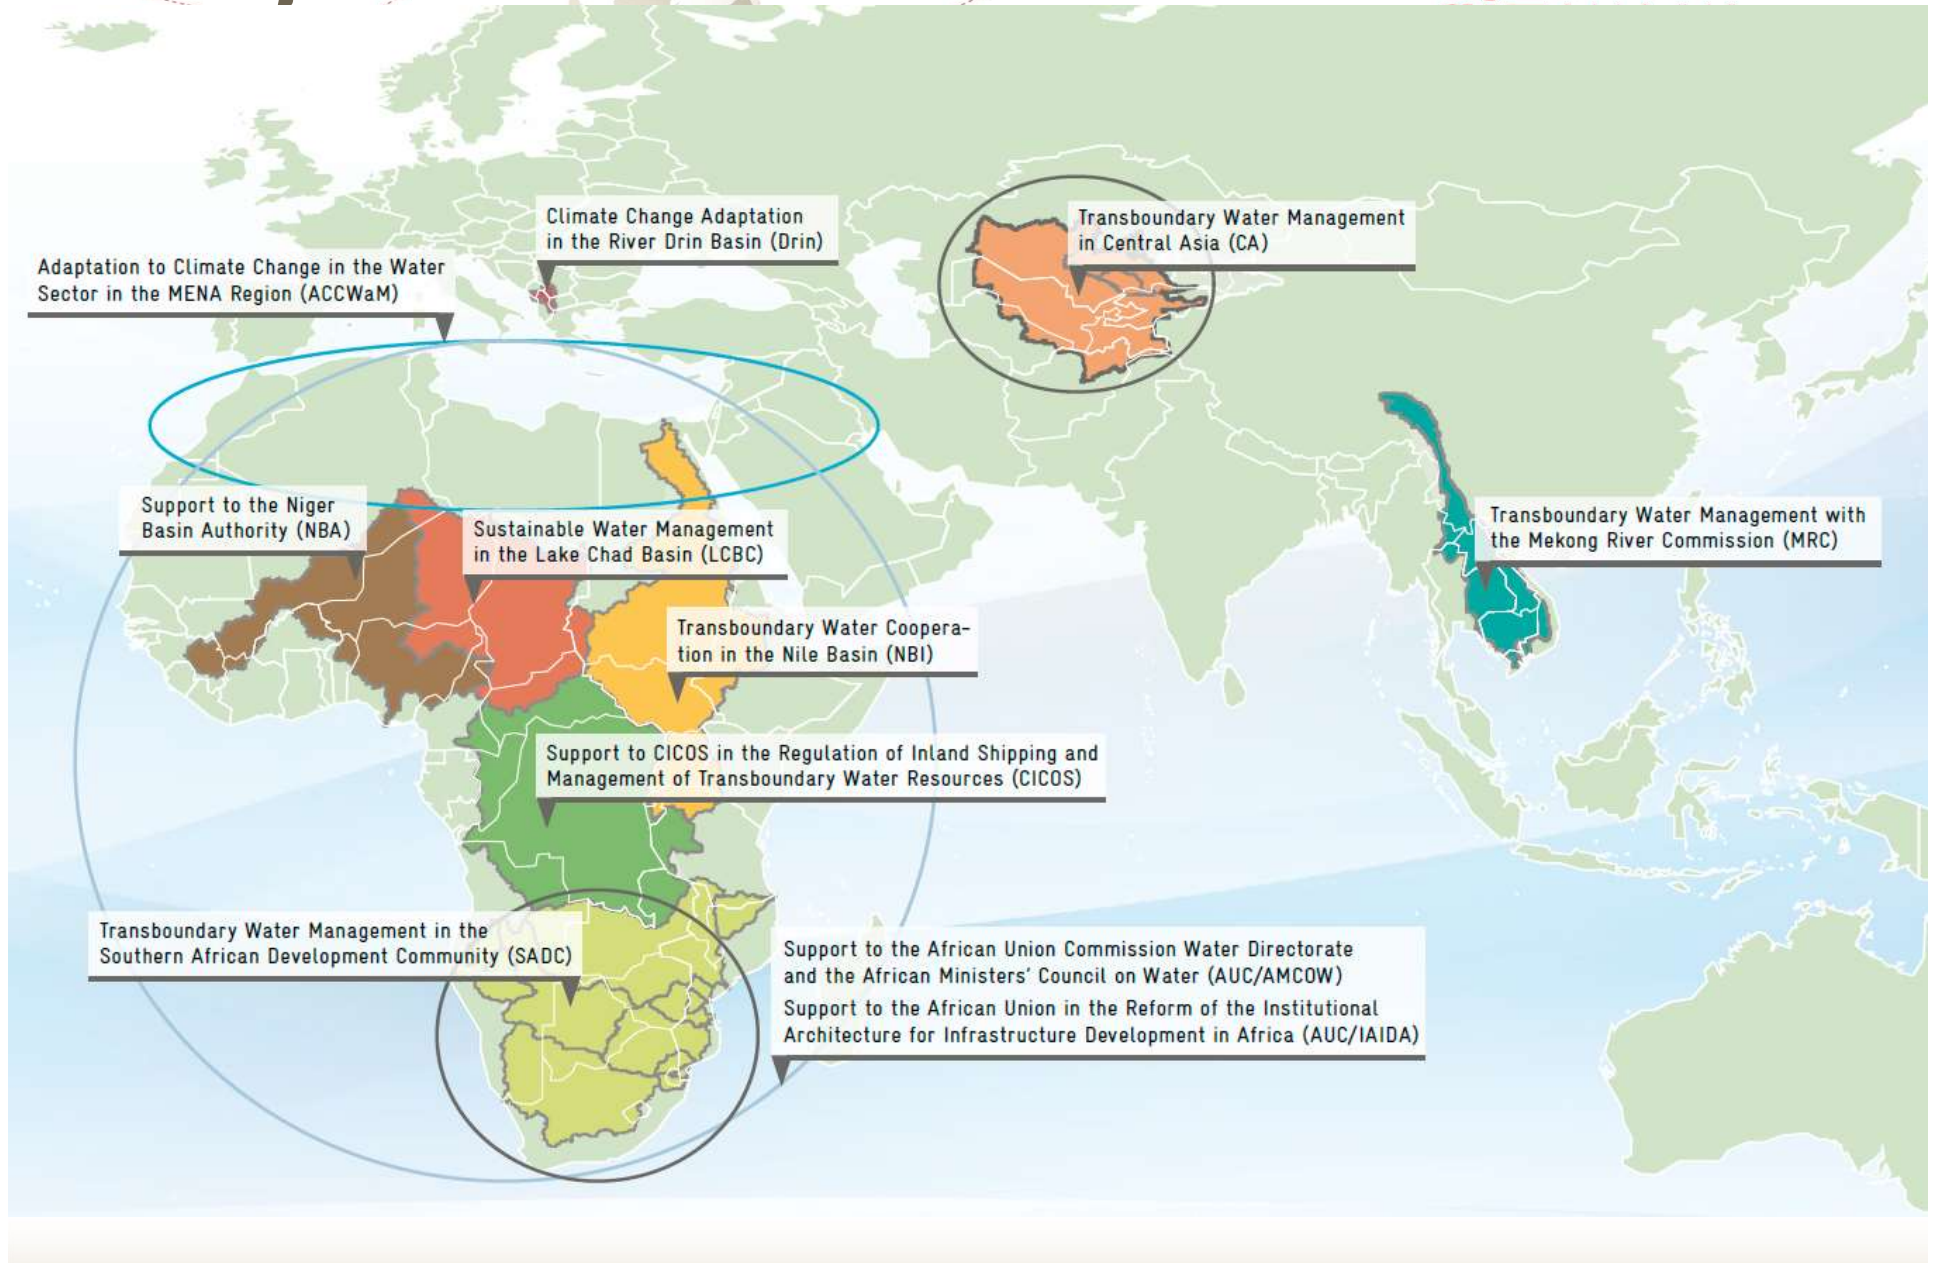 Climate Change Adaptation
in the River Drin Basin (Drin)
Transboundary Water Management
in Central Asia (CA)
Adaptation to Climate Change in the Water
Sector in the MENA Region (ACCWaM)
Support to the Niger
Basin Authority (NBA)
Sustainable Water Management
in the Lake Chad Basin (LCBC)
Transboundary Water Management with
the Mekong River Commission (MRC)
Transboundary Water Coopera-
tion in the Nile Basin (NBI)
Support to CICOS in the Regulation of Inland Shipping and
Management of Transboundary Water Resources (CICOS)
Transboundary Water Management in the
Southern African Development Community (SADC)
Support to the African Union Commission Water Directorate
and the African Ministers' Council on Water (AUC/AMCOW)
Support to the African Union in the Reform of the Institutional
Architecture for Infrastructure Development in Africa (AUC/IAIDA)